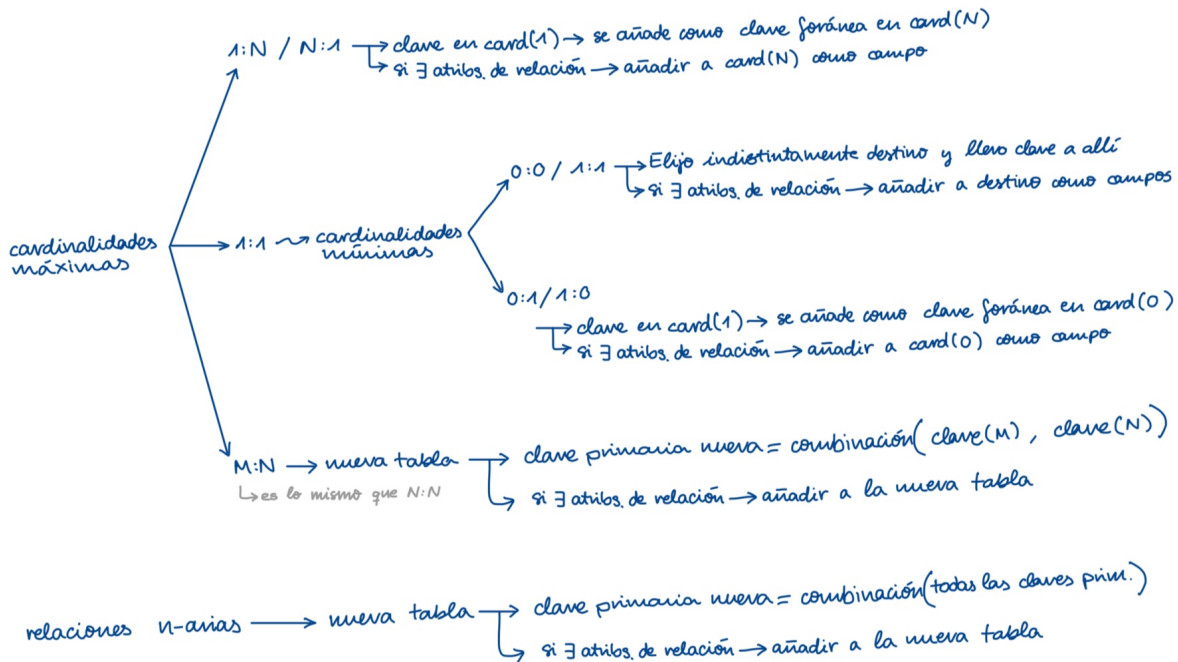 1:N / N:1 → clave en card(1) → se añade como clave foránea en card(N)
↳ si ∃ atribs. de relación → añadir a card(N) como campo
0:0 / 1:1 → Elijo indistintamente destino y llevo clave a allí
↳ si ∃ atribs. de relación → añadir a destino como campos
cardinalidades
máximas
1:1 ⇝ cardinalidades
mínimas
0:1 / 1:0
→ clave en card(1) → se añade como clave foránea en card(0)
↳ si ∃ atribs. de relación → añadir a card(0) como campo
M:N → nueva tabla → clave primaria nueva = combinación(clave(M), clave(N))
↳ es lo mismo que N:N
↳ si ∃ atribs. de relación → añadir a la nueva tabla
relaciones n-arias → nueva tabla → clave primaria nueva = combinación(todas las claves prim.)
↳ si ∃ atribs. de relación → añadir a la nueva tabla